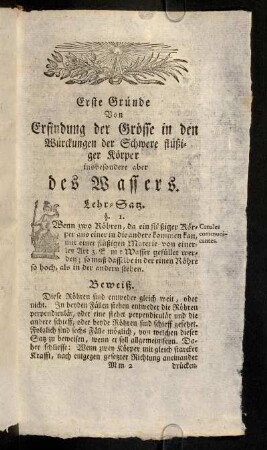 Erste Gründe
Von
Erfindung der Grösse in den
Würckungen der Schwere flüßi-
ger Körper
insbesondere aber
des Wassers.
Lehr-Satz.
§. 1.
Wenn zwo Röhren, da ein flüßiger Kör-
per aus einer in die andere kommen kan,
mit einer flüßigen Materie von einer-
ley Art z. E. mit Wasser gefüllet wer-
den; so muß dasselbe in der einen Röhre
so hoch, als in der andern stehen.
Canales
communi-
cantes.
Beweiß.
Diese Röhren sind entweder gleich weit, oder
nicht. In beyden Fällen stehen entweder die Röhren
perpendiculär, oder eine stehet perpendiculär und die
andere schieff, oder beyde Röhren sind schieff gesetzet.
Folglich sind sechs Fälle möglich, von welchen dieser
Satz zu beweisen, wenn er soll allgemein seyn. Da-
her schliesse: Wenn zwey Körper mit gleich starcker
Krafft, nach entgegen gesetzter Richtung aneinander
M m 2 drücken